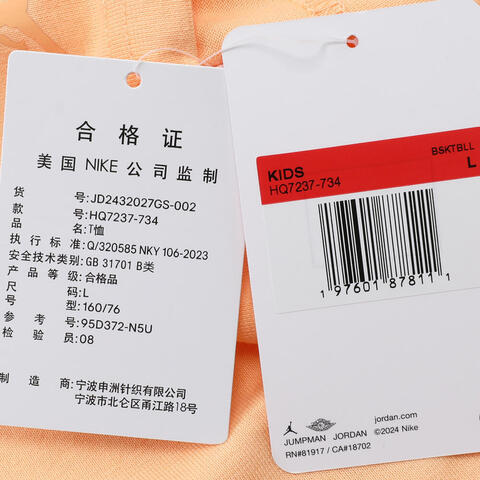 合格证
美国 NIKE 公司监制
货号:JD2432027GS-002
款号:HQ7237-734
名称:T恤
执行标准:Q/320585 NKY 106-2023
安全技术类别:GB 31701 B类
产品等级:合格品
尺码:L
号型:160/76
参考号:95D372-N5U
检验员:08
制造商:宁波申洲针织有限公司
宁波市北仑区甬江路18号
BSKTBLL
KIDS L
HQ7237-734
1 97601 87811 1
jordan.com
JUMPMAN JORDAN ©2024 Nike
RN#81917 / CA#18702